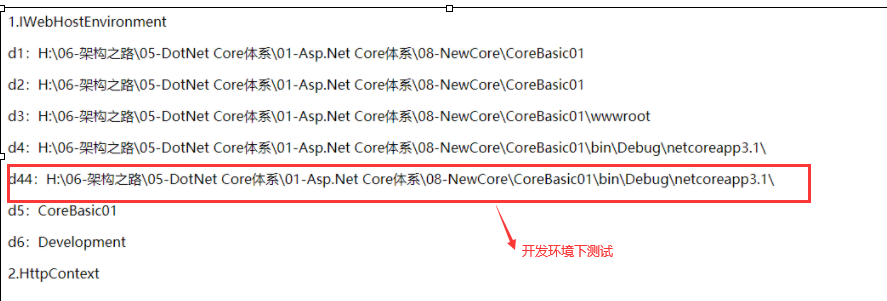 1.IWebHostEnvironment
d1：H:\06-架构之路\05-DotNet Core体系\01-Asp.Net Core体系\08-NewCore\CoreBasic01
d2：H:\06-架构之路\05-DotNet Core体系\01-Asp.Net Core体系\08-NewCore\CoreBasic01
d3：H:\06-架构之路\05-DotNet Core体系\01-Asp.Net Core体系\08-NewCore\CoreBasic01\wwwroot
d4：H:\06-架构之路\05-DotNet Core体系\01-Asp.Net Core体系\08-NewCore\CoreBasic01\bin\Debug\netcoreapp3.1\
d44：H:\06-架构之路\05-DotNet Core体系\01-Asp.Net Core体系\08-NewCore\CoreBasic01\bin\Debug\netcoreapp3.1\
d5：CoreBasic01
d6：Development
开发环境下测试
2.HttpContext